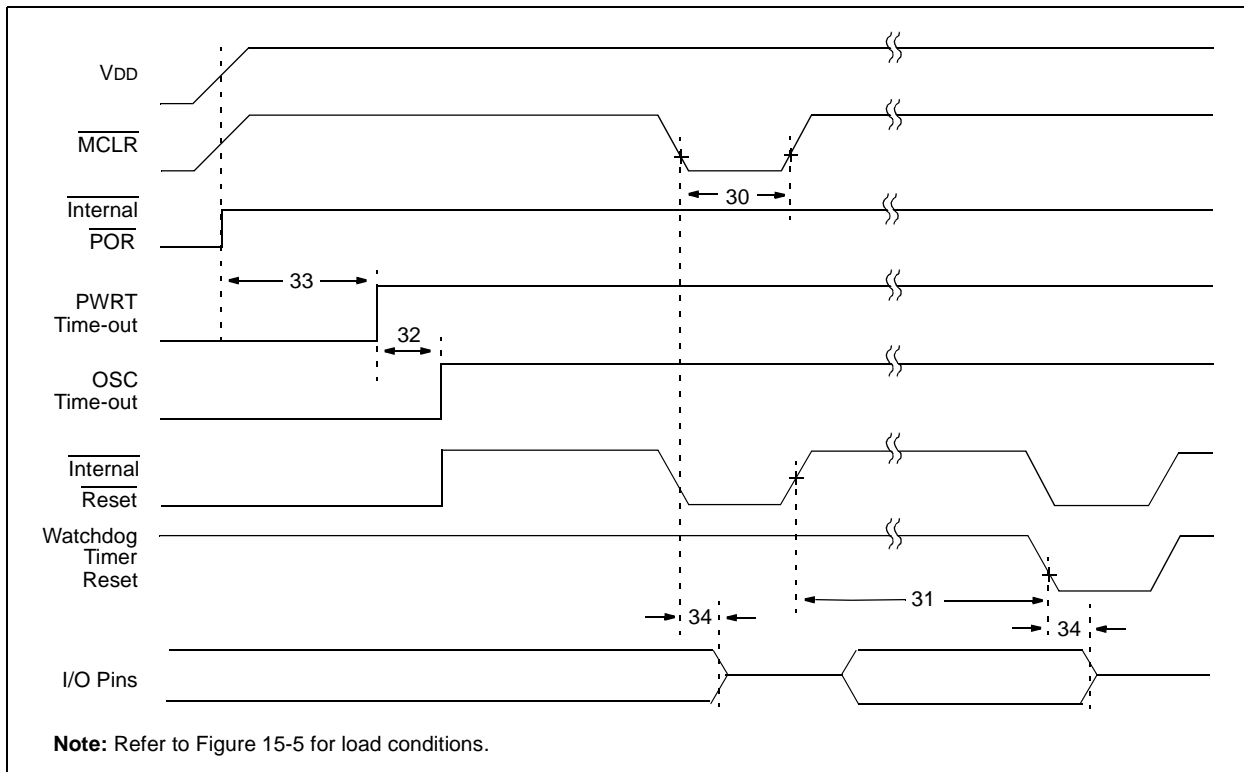 VDD
MCLR
Internal
POR
30
33
PWRT
Time-out
32
OSC
Time-out
Internal
Reset
Watchdog
Timer
Reset
31
34
34
I/O Pins
Note: Refer to Figure 15-5 for load conditions.